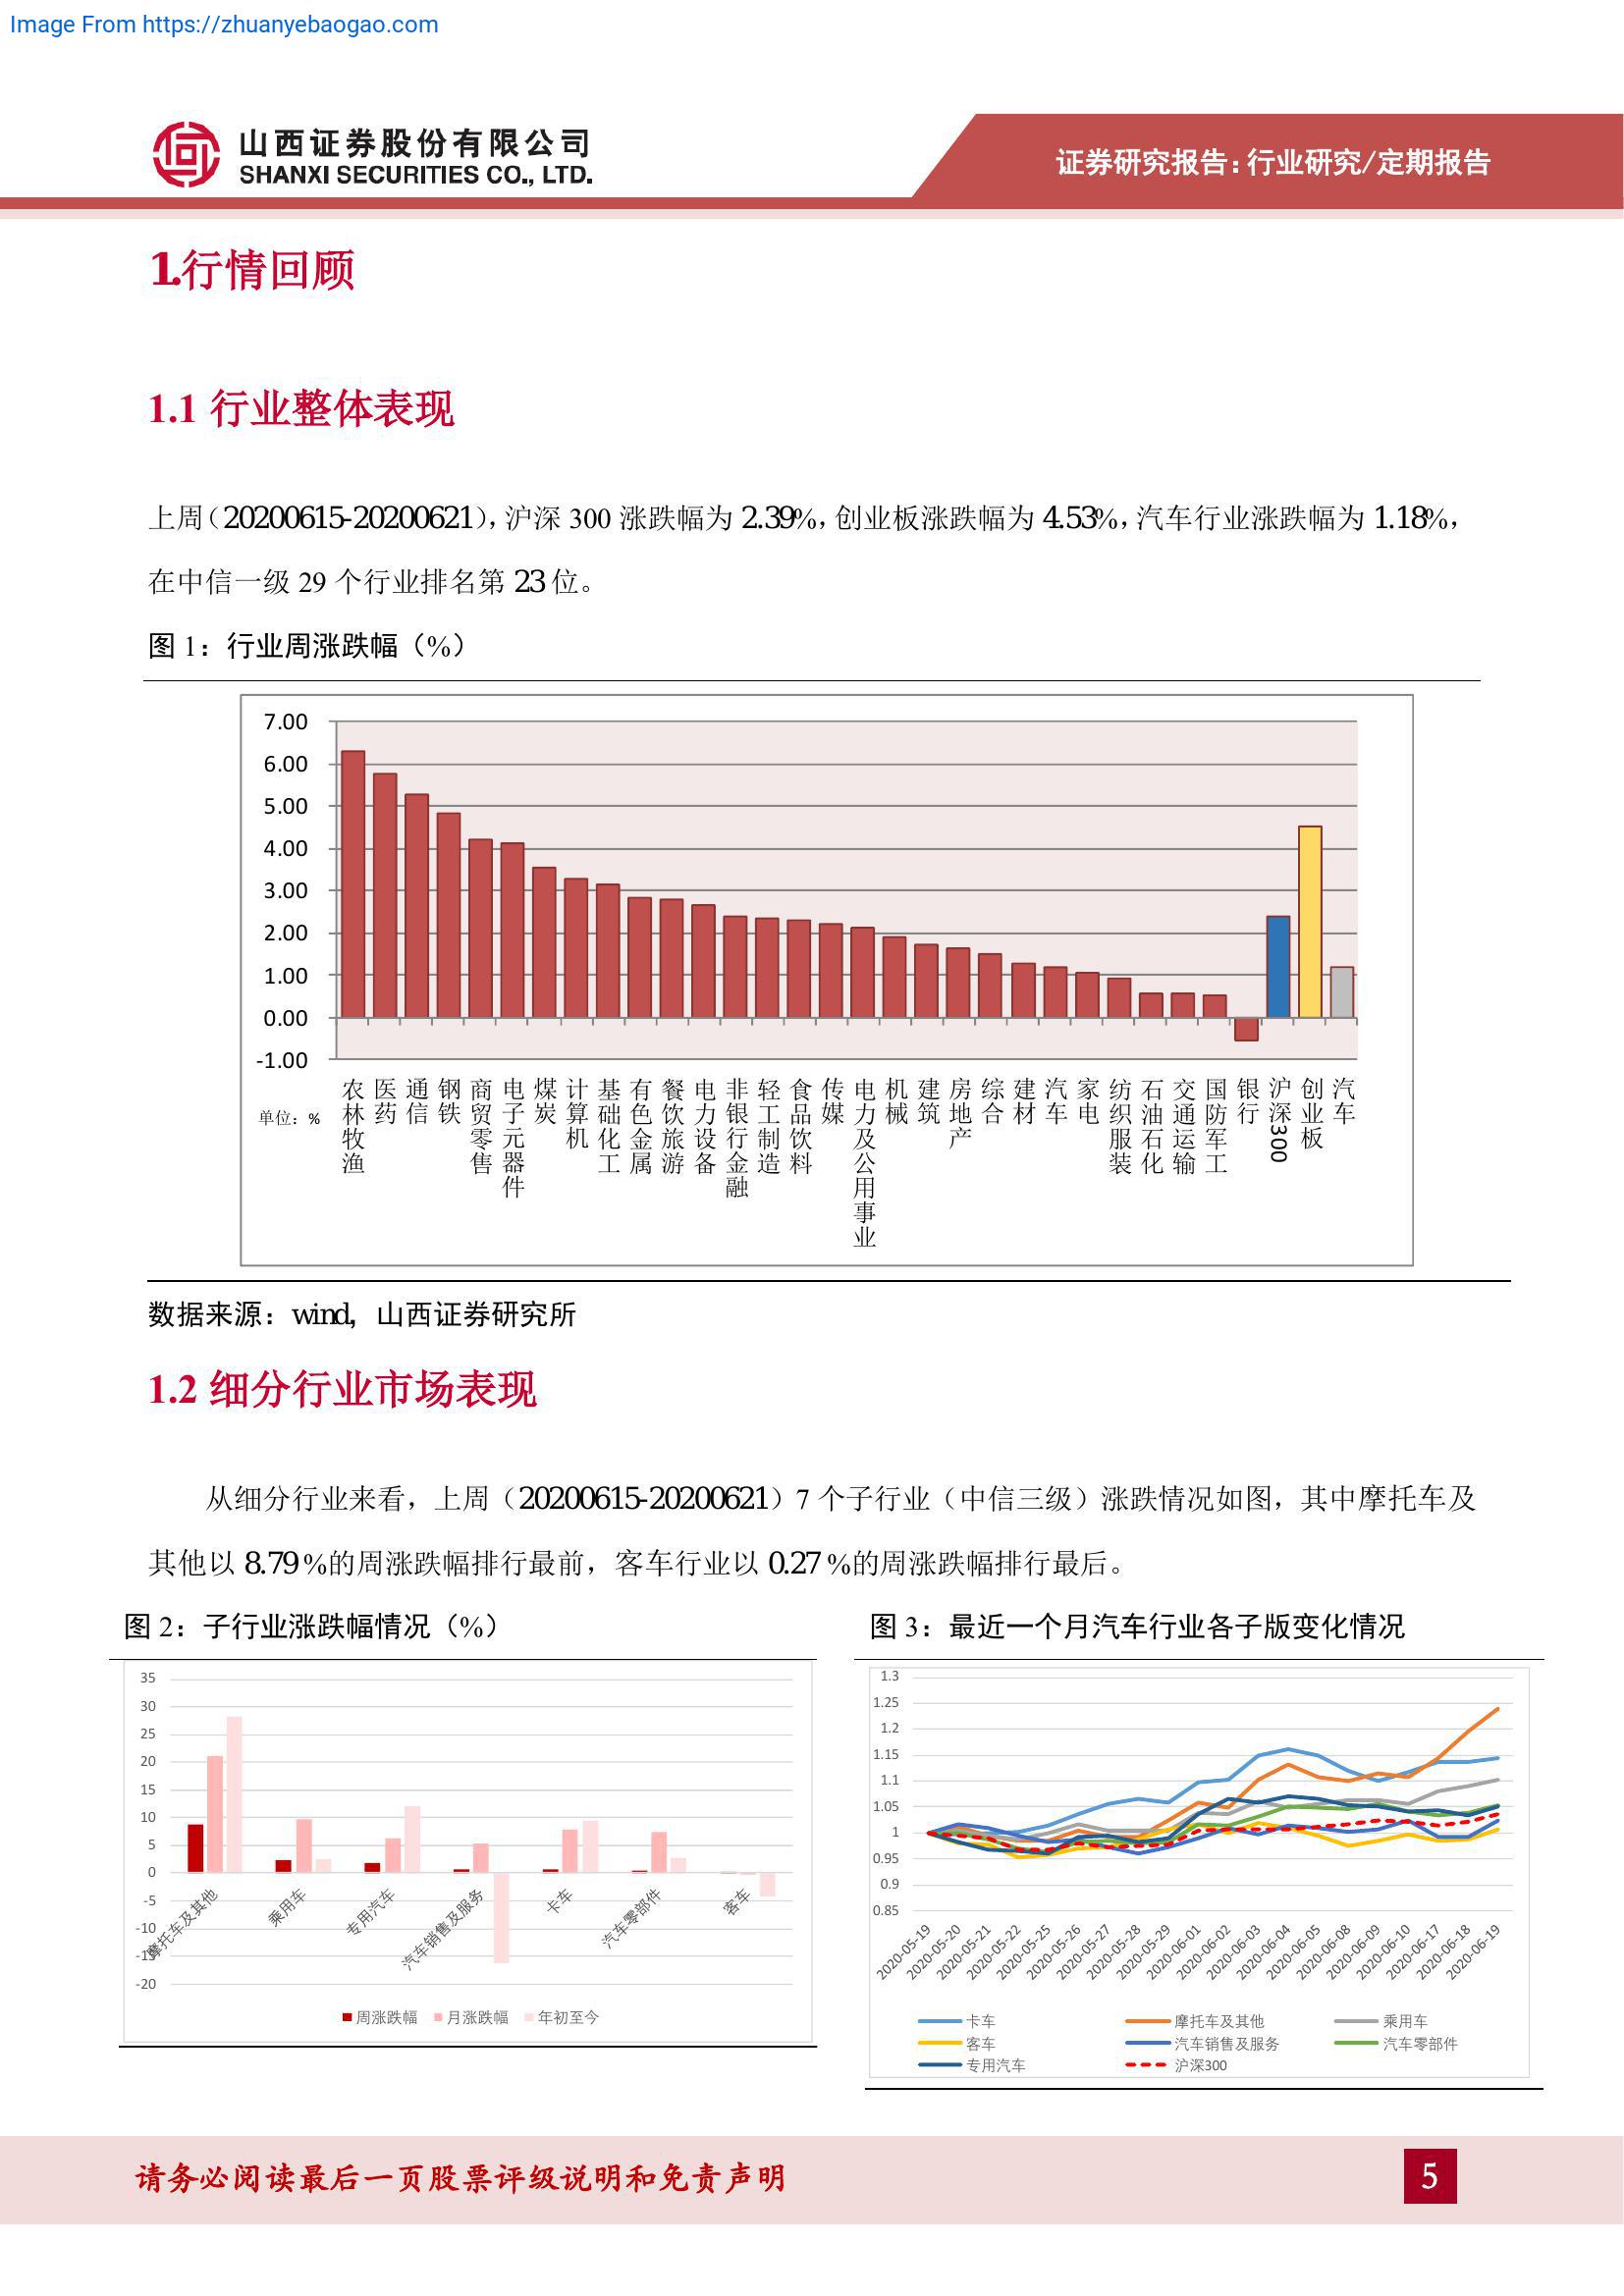 Image From https://zhuanyebaogao.com
山西证券股份有限公司
SHANXI SECURITIES CO., LTD.
证券研究报告:行业研究/定期报告
1.行情回顾
1.1 行业整体表现
上周（20200615-20200621），沪深 300 涨跌幅为 2.39%，创业板涨跌幅为 4.53%，汽车行业涨跌幅为 1.18%，
在中信一级 29 个行业排名第 23 位。
图 1：行业周涨跌幅（%）
7.00
6.00
5.00
4.00
3.00
2.00
1.00
0.00
-1.00
单位：%
农林牧渔
医药
通信
钢铁
商贸零售
电子元器件
煤炭
计算机
基础化工
有色金属
餐饮旅游
电力设备
非银行金融
轻工制造
食品饮料
传媒
电力及公用事业
机械
建筑
房地产
综合
建材
汽车
家电
纺织服装
石油石化
交通运输
国防军工
银行
沪深300
创业板
汽车
数据来源：wind，山西证券研究所
1.2 细分行业市场表现
从细分行业来看，上周（20200615-20200621）7 个子行业（中信三级）涨跌情况如图，其中摩托车及
其他以 8.79 %的周涨跌幅排行最前，客车行业以 0.27 %的周涨跌幅排行最后。
图 2：子行业涨跌幅情况（%）
35
30
25
20
15
10
5
0
-5
-10
-15
-20
摩托车及其他
乘用车
专用汽车
汽车销售及服务
卡车
汽车零部件
客车
周涨跌幅 月涨跌幅 年初至今
图 3：最近一个月汽车行业各子版变化情况
1.3
1.25
1.2
1.15
1.1
1.05
1
0.95
0.9
0.85
2020-05-19
2020-05-20
2020-05-21
2020-05-22
2020-05-25
2020-05-26
2020-05-27
2020-05-28
2020-05-29
2020-06-01
2020-06-02
2020-06-03
2020-06-04
2020-06-05
2020-06-08
2020-06-09
2020-06-10
2020-06-17
2020-06-18
2020-06-19
卡车 摩托车及其他 乘用车
客车 汽车销售及服务 汽车零部件
专用汽车 沪深300
请务必阅读最后一页股票评级说明和免责声明
5